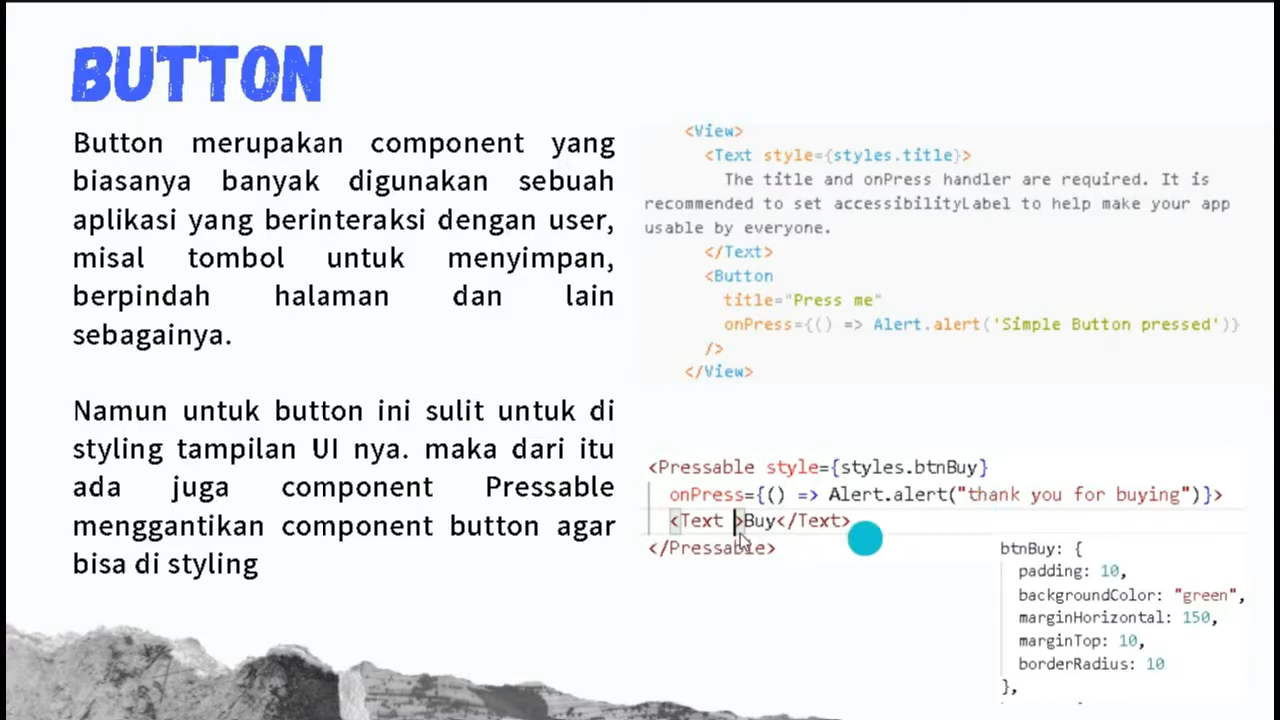 BUTTON
Button merupakan component yang
biasanya banyak digunakan sebuah
aplikasi yang berinteraksi dengan user,
misal tombol untuk menyimpan,
berpindah halaman dan lain
sebagainya.
Namun untuk button ini sulit untuk di
styling tampilan UI nya. maka dari itu
ada juga component Pressable
menggantikan component button agar
bisa di styling
<View>
<Text style={styles.title}>
The title and onPress handler are required. It is
recommended to set accessibilityLabel to help make your app
usable by everyone.
</Text>
<Button
title="Press me"
onPress={() => Alert.alert('Simple Button pressed')}
/>
</View>
<Pressable style={styles.btnBuy}
onPress={() => Alert.alert("thank you for buying")}>
<Text >Buy</Text>
</Pressable>
btnBuy: {
padding: 10,
backgroundColor: "green",
marginHorizontal: 150,
marginTop: 10,
borderRadius: 10
},